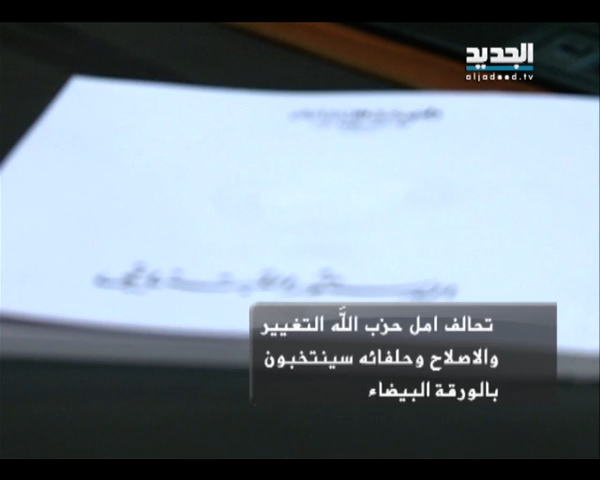 الجديد
aljadeed.tv
تحالف امل حزب اللَّه التغيير
والاصلاح وحلفائه سينتخبون
بالورقة البيضاء